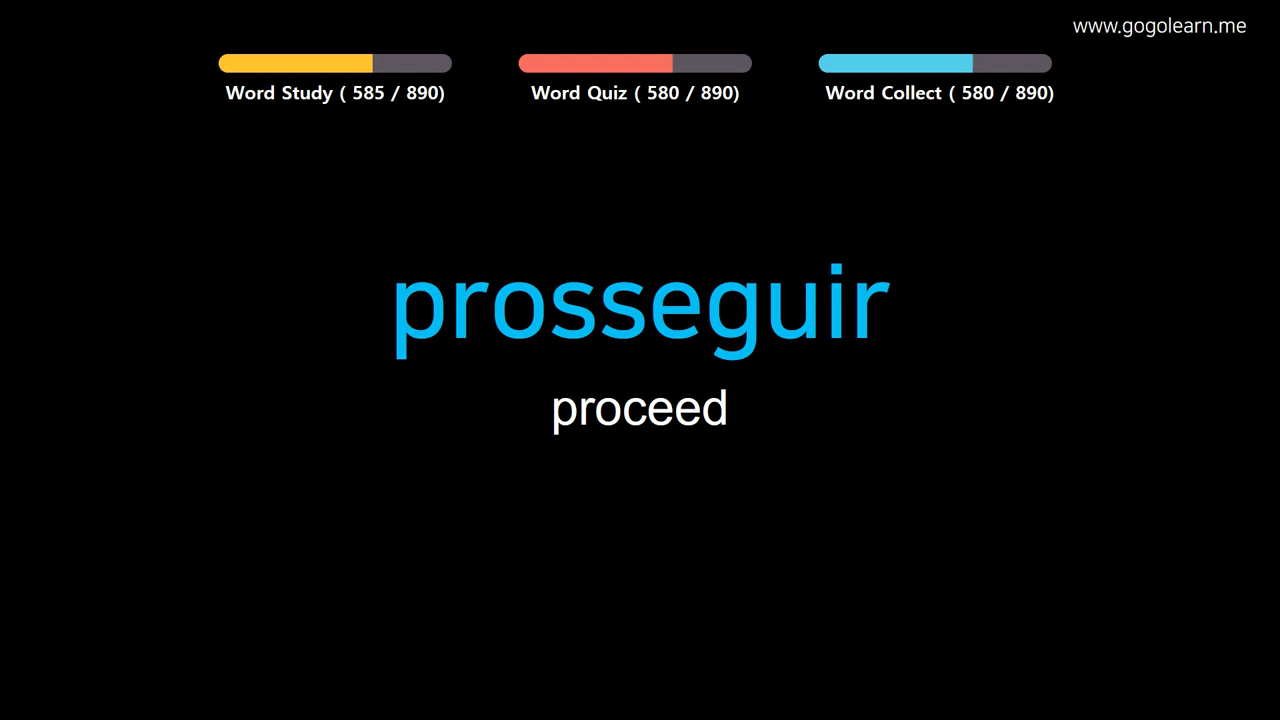 www.gogolearn.me
Word Study ( 585 / 890)
Word Quiz ( 580 / 890)
Word Collect ( 580 / 890)
prosseguir
proceed